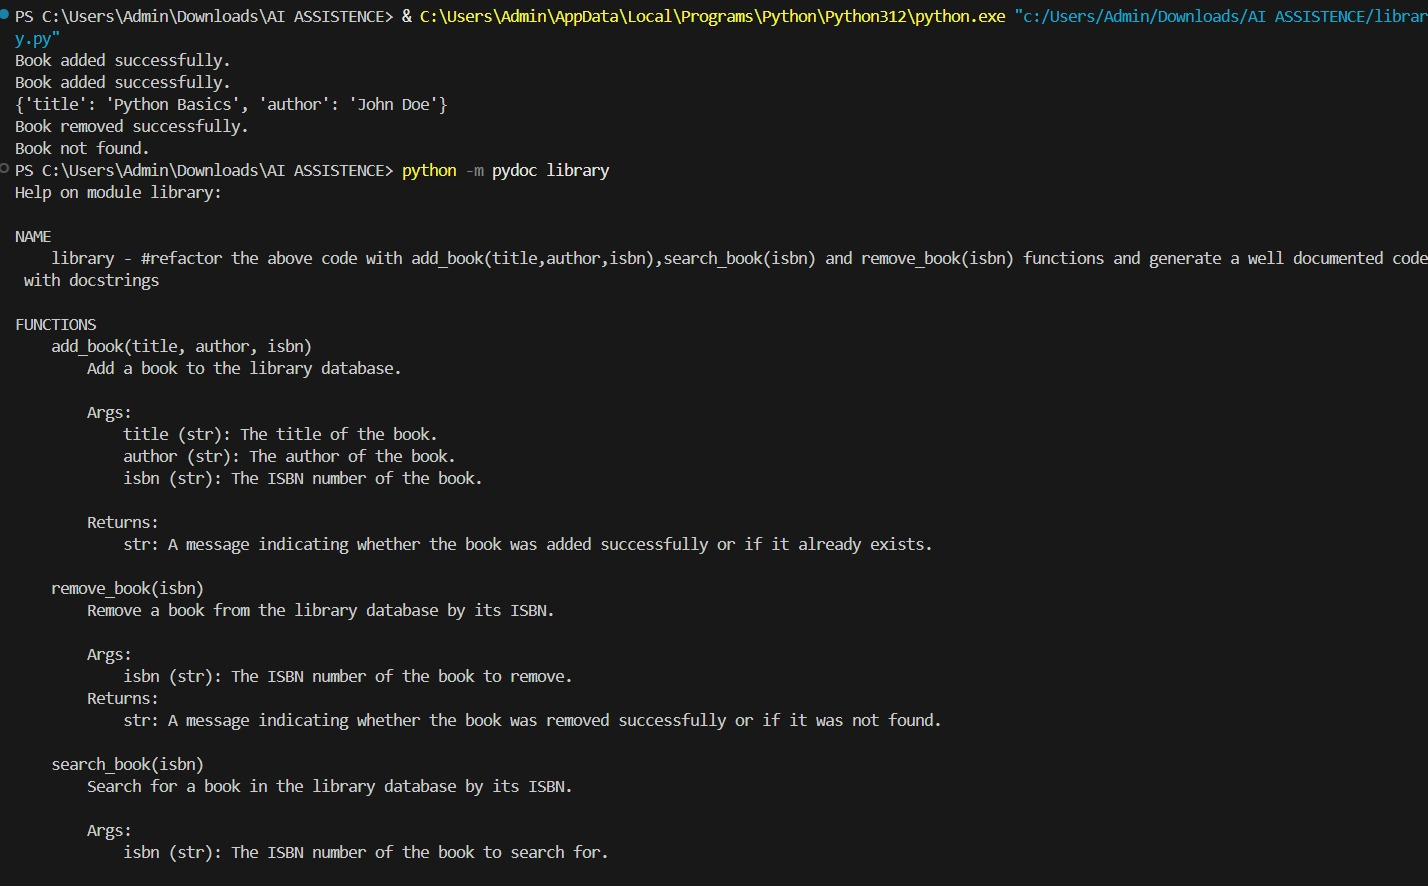 PS C:\Users\Admin\Downloads\AI ASSISTENCE> & C:\Users\Admin\AppData\Local\Programs\Python\Python312\python.exe "c:/Users/Admin/Downloads/AI ASSISTENCE/librar
y.py"
Book added successfully.
Book added successfully.
{'title': 'Python Basics', 'author': 'John Doe'}
Book removed successfully.
Book not found.
PS C:\Users\Admin\Downloads\AI ASSISTENCE> python -m pydoc library
Help on module library:

NAME
    library - #refactor the above code with add_book(title,author,isbn),search_book(isbn) and remove_book(isbn) functions and generate a well documented code
 with docstrings

FUNCTIONS
    add_book(title, author, isbn)
        Add a book to the library database.

        Args:
            title (str): The title of the book.
            author (str): The author of the book.
            isbn (str): The ISBN number of the book.

        Returns:
            str: A message indicating whether the book was added successfully or if it already exists.

    remove_book(isbn)
        Remove a book from the library database by its ISBN.

        Args:
            isbn (str): The ISBN number of the book to remove.
        Returns:
            str: A message indicating whether the book was removed successfully or if it was not found.

    search_book(isbn)
        Search for a book in the library database by its ISBN.

        Args:
            isbn (str): The ISBN number of the book to search for.